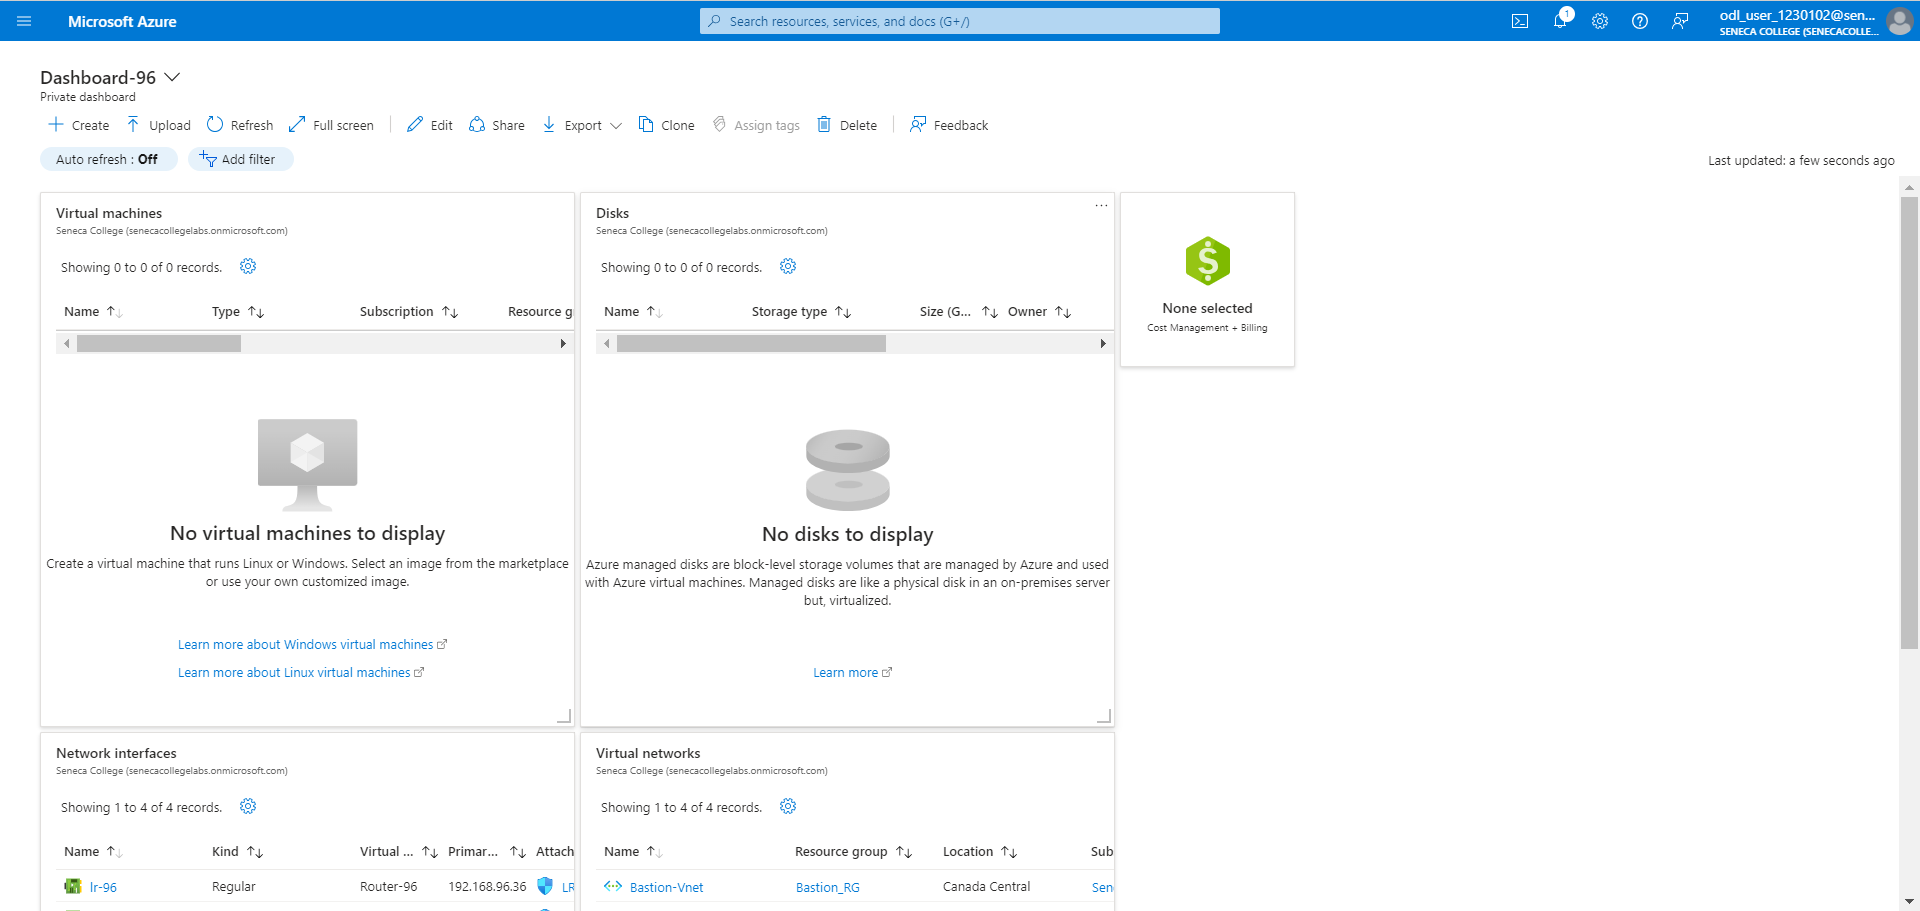 Microsoft Azure
Search resources, services, and docs (G+/)
1
odl_user_1230102@sen...
SENECA COLLEGE (SENECACOLLE...
Dashboard-96
Private dashboard
Create
Upload
Refresh
Full screen
Edit
Share
Export
Clone
Assign tags
Delete
Feedback
Auto refresh : Off
Add filter
Last updated: a few seconds ago
Virtual machines
Seneca College (senecacollegelabs.onmicrosoft.com)
Showing 0 to 0 of 0 records.
Name Type Subscription Resource g
No virtual machines to display
Create a virtual machine that runs Linux or Windows. Select an image from the marketplace
or use your own customized image.
Learn more about Windows virtual machines
Learn more about Linux virtual machines
Disks
Seneca College (senecacollegelabs.onmicrosoft.com)
Showing 0 to 0 of 0 records.
Name Storage type Size (G... Owner
No disks to display
Azure managed disks are block-level storage volumes that are managed by Azure and used
with Azure virtual machines. Managed disks are like a physical disk in an on-premises server
but, virtualized.
Learn more
None selected
Cost Management + Billing
Network interfaces
Seneca College (senecacollegelabs.onmicrosoft.com)
Showing 1 to 4 of 4 records.
Name Kind Virtual ... Primar... Attach
lr-96 Regular Router-96 192.168.96.36 LR
Virtual networks
Seneca College (senecacollegelabs.onmicrosoft.com)
Showing 1 to 4 of 4 records.
Name Resource group Location Sub
Bastion-Vnet Bastion_RG Canada Central Sen